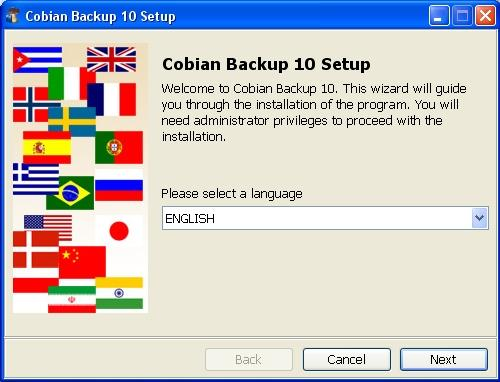 Cobian Backup 10 Setup
Cobian Backup 10 Setup
Welcome to Cobian Backup 10. This wizard will guide
you through the installation of the program. You will
need administrator privileges to proceed with the
installation.
Please select a language
ENGLISH
Back
Cancel
Next